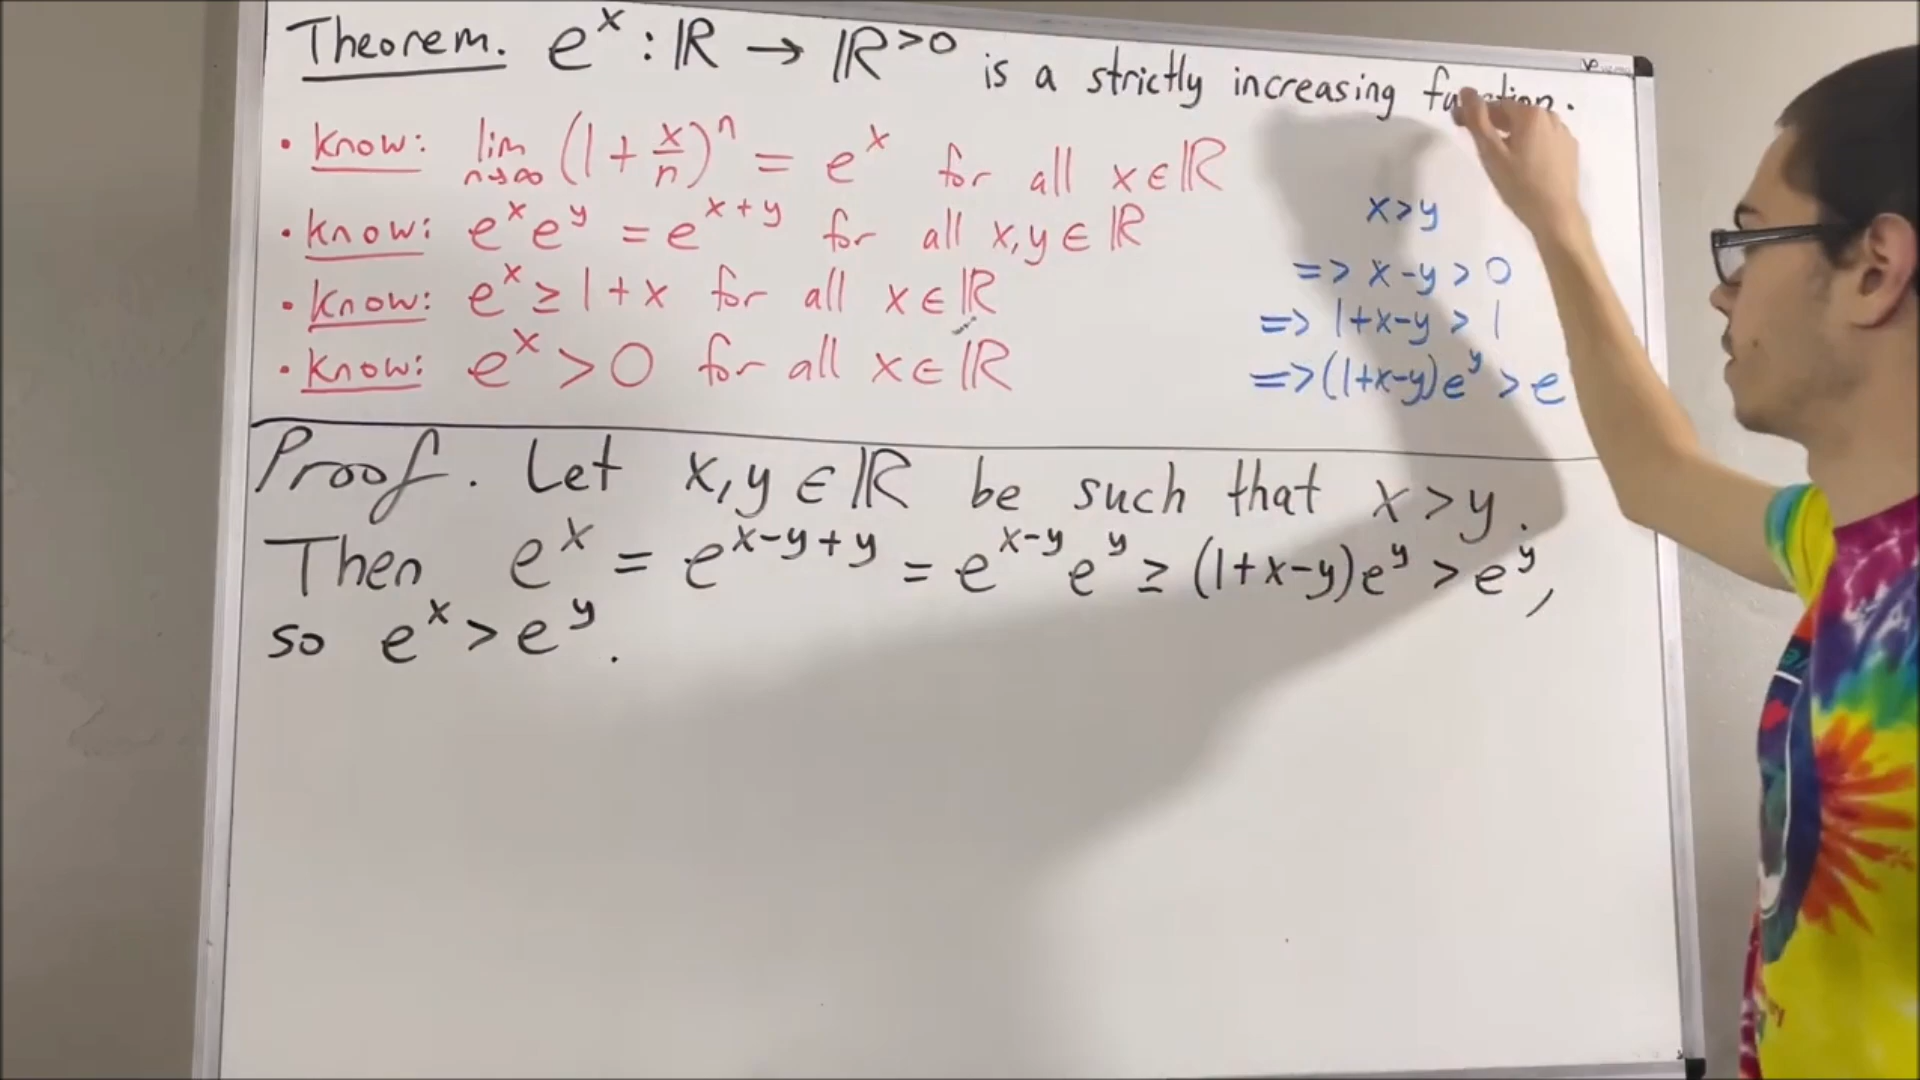 Theorem. e^x : ℝ → ℝ^{>0} is a strictly increasing function.
• Know: lim_{n→∞} (1 + x/n)^n = e^x for all x ∈ ℝ
• Know: e^x e^y = e^{x+y} for all x, y ∈ ℝ
• Know: e^x ≥ 1 + x for all x ∈ ℝ
• Know: e^x > 0 for all x ∈ ℝ
x > y
=> x - y > 0
=> 1 + x - y > 1
=> (1 + x - y)e^y > e
Proof. Let x, y ∈ ℝ be such that x > y.
Then e^x = e^{x-y+y} = e^{x-y} e^y ≥ (1 + x - y)e^y > e^y,
so e^x > e^y.